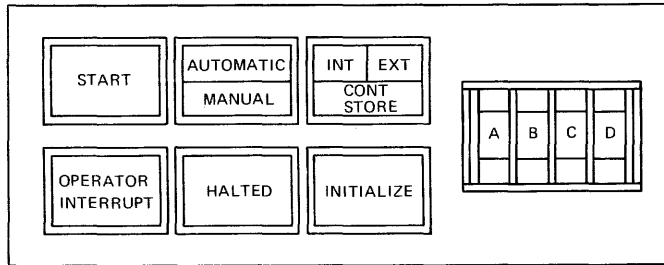 START
AUTOMATIC
MANUAL
INT EXT
CONT
STORE
A B C D
OPERATOR
INTERRUPT
HALTED
INITIALIZE